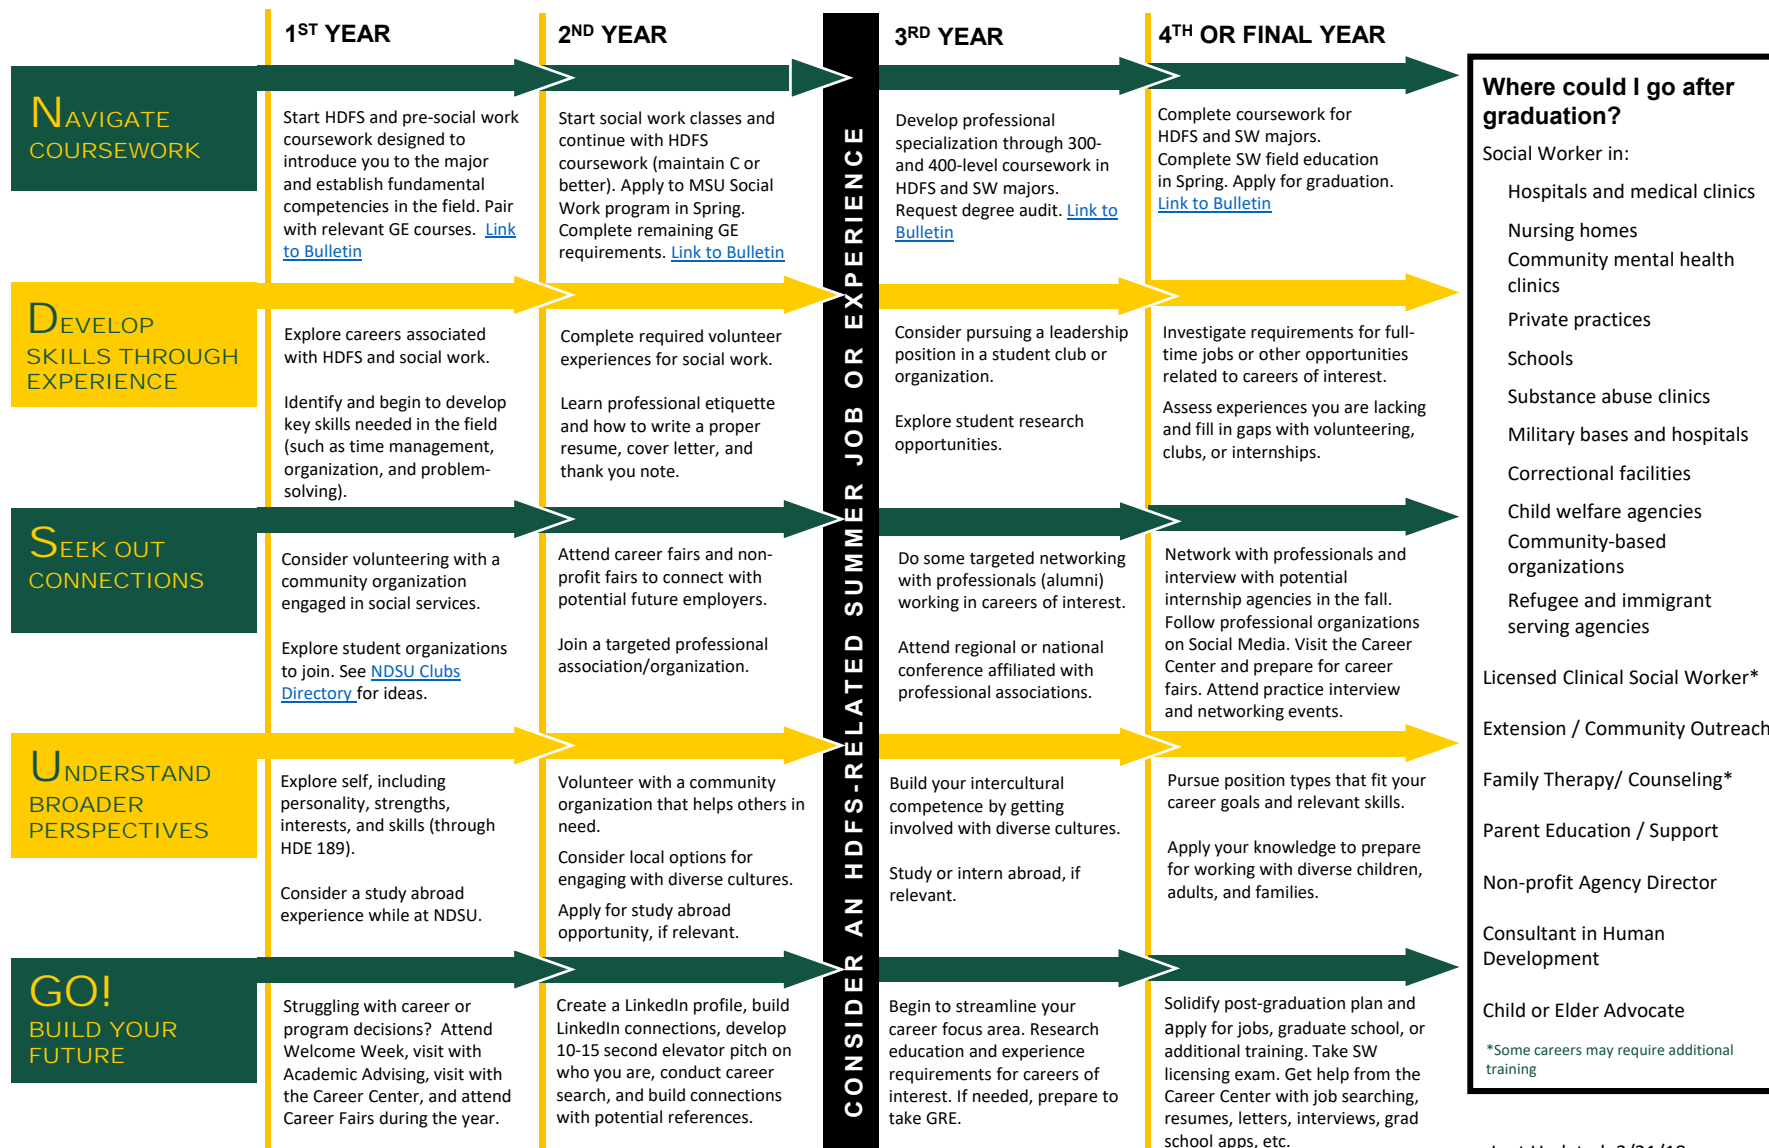 1ST YEAR
2ND YEAR
3RD YEAR
4TH OR FINAL YEAR
NAVIGATE
COURSEWORK
Start HDFS and pre-social work
coursework designed to
introduce you to the major
and establish fundamental
competencies in the field. Pair
with relevant GE courses. Link
to Bulletin
Start social work classes and
continue with HDFS
coursework (maintain C or
better). Apply to MSU Social
Work program in Spring.
Complete remaining GE
requirements. Link to Bulletin
Develop professional
specialization through 300-
and 400-level coursework in
HDFS and SW majors.
Request degree audit. Link to
Bulletin
Complete coursework for
HDFS and SW majors.
Complete SW field education
in Spring. Apply for graduation.
Link to Bulletin
DEVELOP
SKILLS THROUGH
EXPERIENCE
Explore careers associated
with HDFS and social work.
Identify and begin to develop
key skills needed in the field
(such as time management,
organization, and problem-
solving).
Complete required volunteer
experiences for social work.
Learn professional etiquette
and how to write a proper
resume, cover letter, and
thank you note.
Consider pursuing a leadership
position in a student club or
organization.
Explore student research
opportunities.
Investigate requirements for full-
time jobs or other opportunities
related to careers of interest.
Assess experiences you are lacking
and fill in gaps with volunteering,
clubs, or internships.
SEEK OUT
CONNECTIONS
Consider volunteering with a
community organization
engaged in social services.
Explore student organizations
to join. See NDSU Clubs
Directory for ideas.
Attend career fairs and non-
profit fairs to connect with
potential future employers.
Join a targeted professional
association/organization.
Do some targeted networking
with professionals (alumni)
working in careers of interest.
Attend regional or national
conference affiliated with
professional associations.
Network with professionals and
interview with potential
internship agencies in the fall.
Follow professional organizations
on Social Media. Visit the Career
Center and prepare for career
fairs. Attend practice interview
and networking events.
UNDERSTAND
BROADER
PERSPECTIVES
Explore self, including
personality, strengths,
interests, and skills (through
HDE 189).
Consider a study abroad
experience while at NDSU.
Volunteer with a community
organization that helps others in
need.
Consider local options for
engaging with diverse cultures.
Apply for study abroad
opportunity, if relevant.
Build your intercultural
competence by getting
involved with diverse cultures.
Study or intern abroad, if
relevant.
Pursue position types that fit your
career goals and relevant skills.
Apply your knowledge to prepare
for working with diverse children,
adults, and families.
GO!
BUILD YOUR
FUTURE
Struggling with career or
program decisions? Attend
Welcome Week, visit with
Academic Advising, visit with
the Career Center, and attend
Career Fairs during the year.
Create a LinkedIn profile, build
LinkedIn connections, develop
10-15 second elevator pitch on
who you are, conduct career
search, and build connections
with potential references.
Begin to streamline your
career focus area. Research
education and experience
requirements for careers of
interest. If needed, prepare to
take GRE.
Solidify post-graduation plan and
apply for jobs, graduate school, or
additional training. Take SW
licensing exam. Get help from the
Career Center with job searching,
resumes, letters, interviews, grad
school apps, etc.
CONSIDER AN HDFS-RELATED SUMMER JOB OR EXPERIENCE
Where could I go after
graduation?
Social Worker in:
Hospitals and medical clinics
Nursing homes
Community mental health
clinics
Private practices
Schools
Substance abuse clinics
Military bases and hospitals
Correctional facilities
Child welfare agencies
Community-based
organizations
Refugee and immigrant
serving agencies
Licensed Clinical Social Worker*
Extension / Community Outreach
Family Therapy/ Counseling*
Parent Education / Support
Non-profit Agency Director
Consultant in Human
Development
Child or Elder Advocate
*Some careers may require additional
training